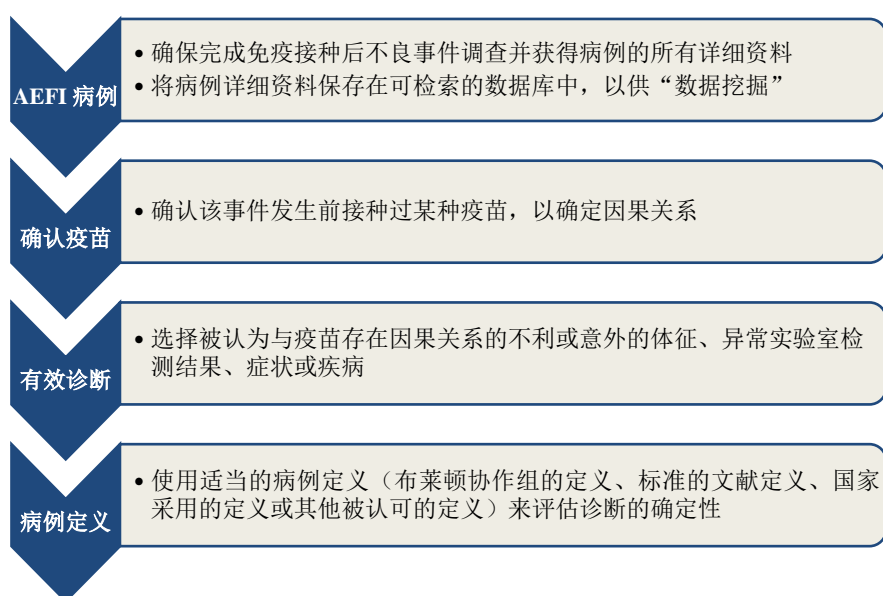 AEFI 病例
• 确保完成免疫接种后不良事件调查并获得病例的所有详细资料
• 将病例详细资料保存在可检索的数据库中，以供“数据挖掘”
确认疫苗
• 确认该事件发生前接种过某种疫苗，以确定因果关系
有效诊断
• 选择被认为与疫苗存在因果关系的不利或意外的体征、异常实验室检
测结果、症状或疾病
病例定义
• 使用适当的病例定义（布莱顿协作组的定义、标准的文献定义、国家
采用的定义或其他被认可的定义）来评估诊断的确定性